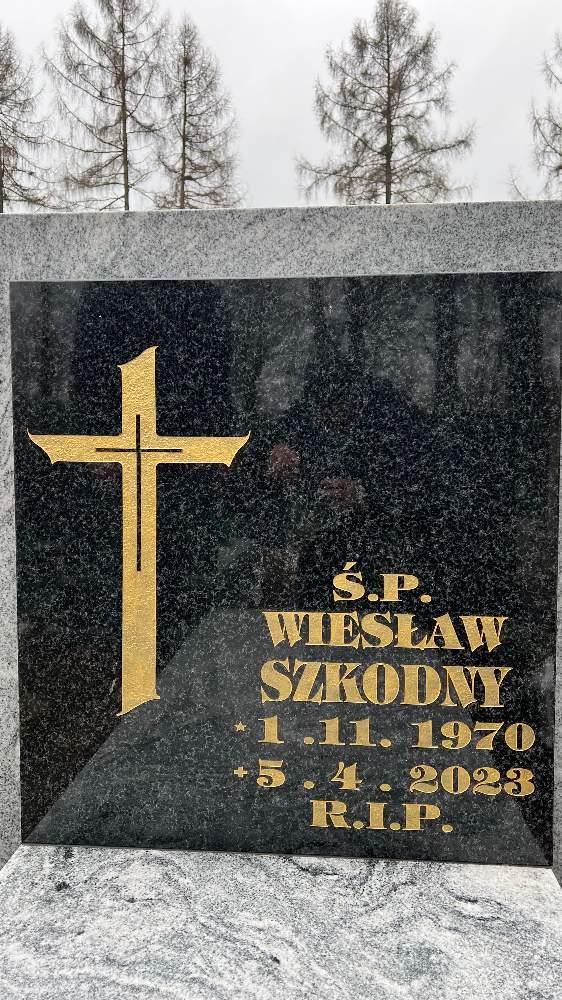 Ś.P.
WIESŁAW
SZKODNY
* 1 . 11. 1970
+ 5 . 4 . 2023
R.I.P.